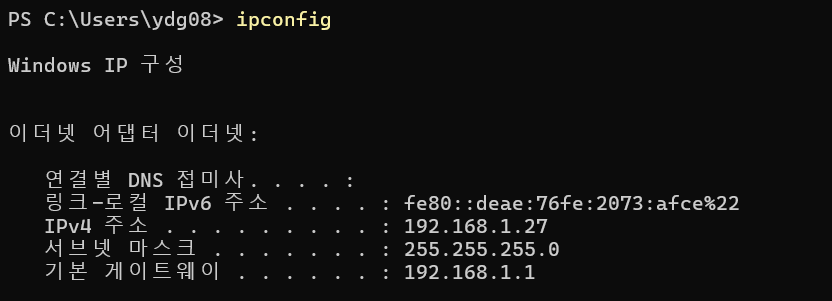 PS C:\Users\ydg08> ipconfig
Windows IP 구성
이더넷 어댑터 이더넷:
연결별 DNS 접미사. . . . :
링크-로컬 IPv6 주소 . . . . : fe80::deae:76fe:2073:afce%22
IPv4 주소 . . . . . . . . . : 192.168.1.27
서브넷 마스크 . . . . . . . : 255.255.255.0
기본 게이트웨이 . . . . . . : 192.168.1.1